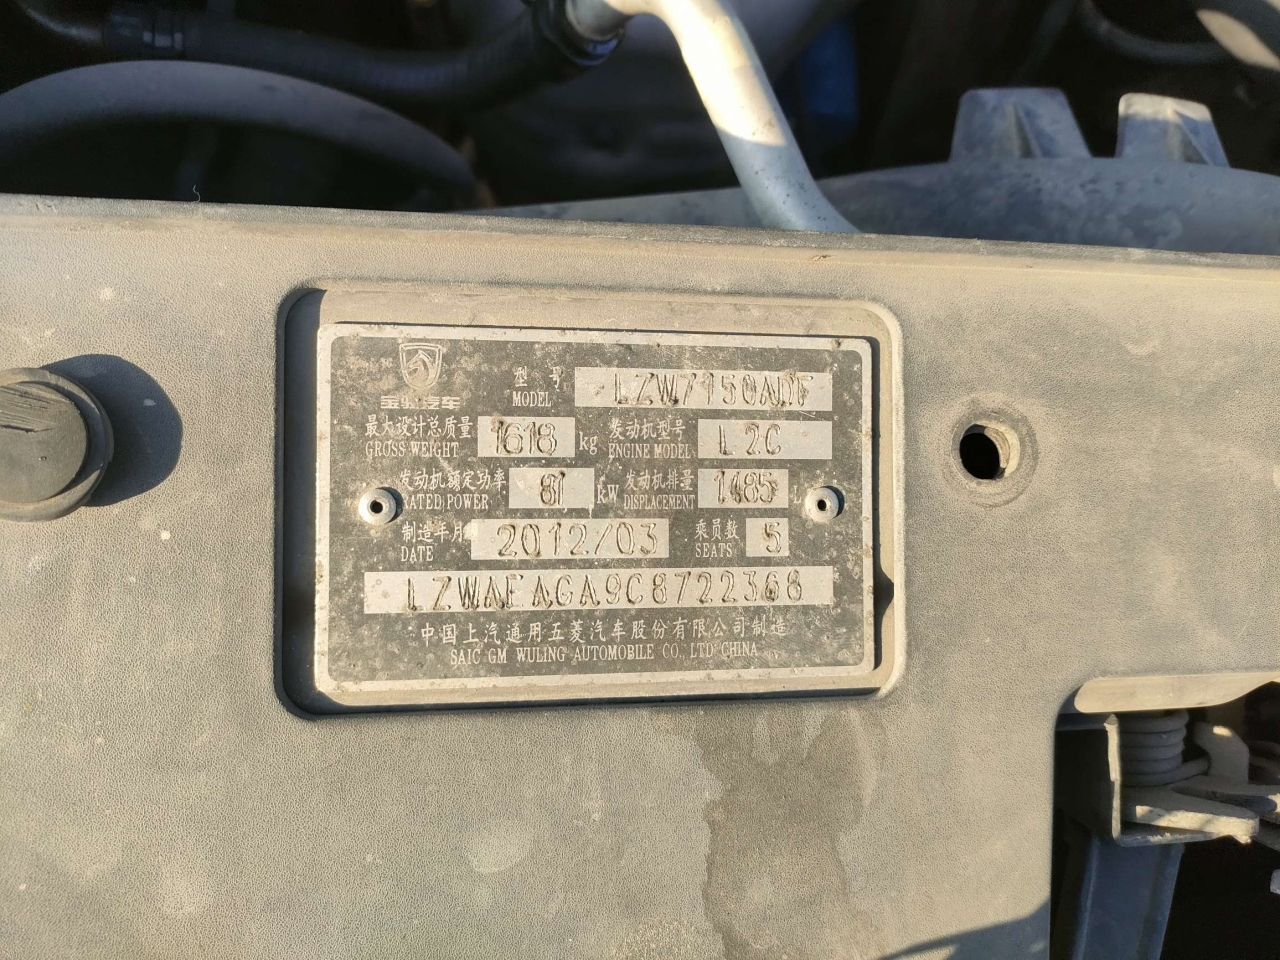 宝骏汽车
型号 MODEL LZW7150ADF
最大设计总质量 GROSS WEIGHT 1618 kg 发动机型号 ENGINE MODEL L2C
发动机额定功率 RATED POWER 81 kW 发动机排量 DISPLACEMENT 1485 L
制造年月 DATE 2012/03 乘员数 SEATS 5
LZWAEAGA9C8722368
中国上汽通用五菱汽车股份有限公司制造
SAIC GM WULING AUTOMOBILE CO. LTD CHINA